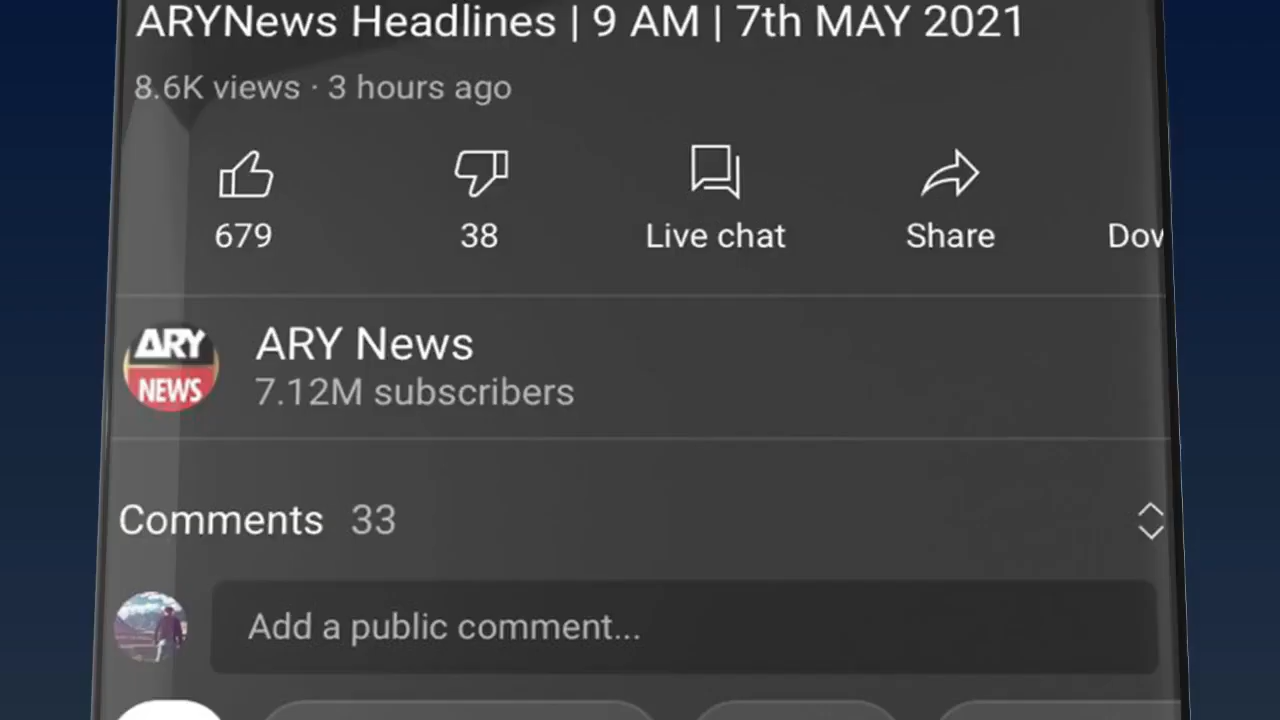 ARYNews Headlines | 9 AM | 7th MAY 2021
8.6K views · 3 hours ago
679
38
Live chat
Share
Dow
ARY
NEWS
ARY News
7.12M subscribers
Comments 33
Add a public comment...